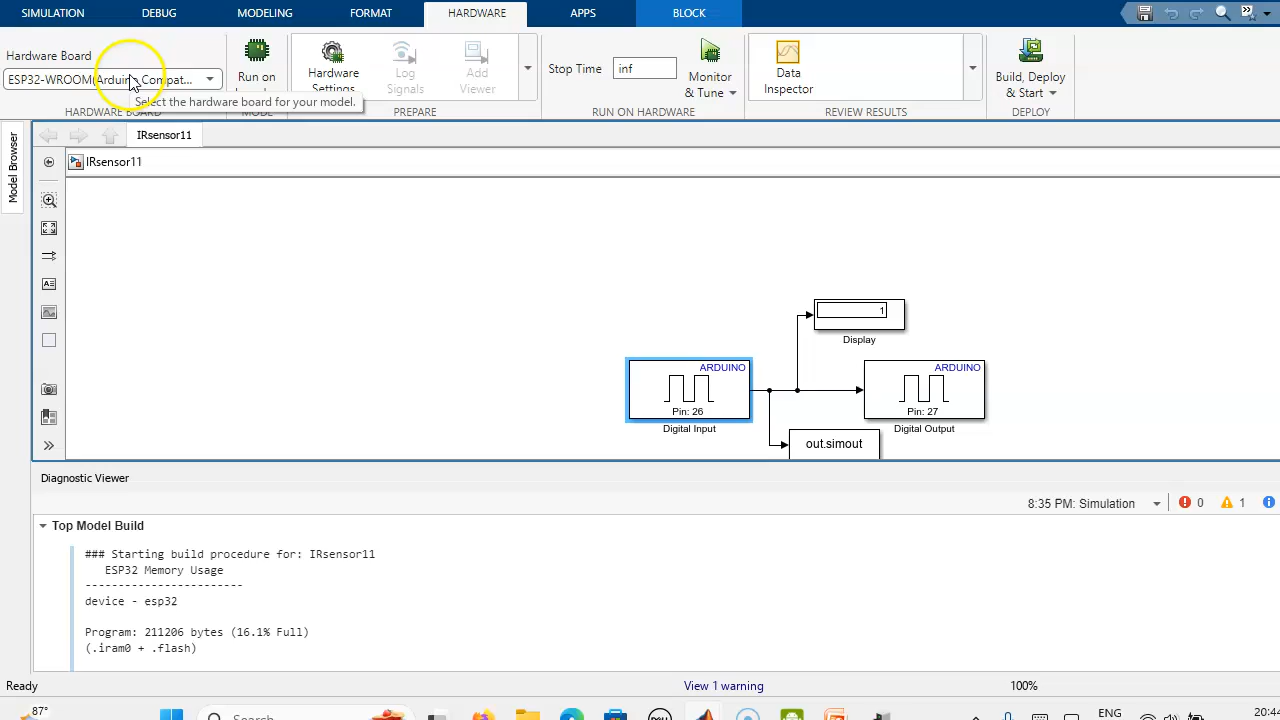 SIMULATION DEBUG MODELING FORMAT HARDWARE APPS BLOCK
Hardware Board
ESP32-WROOM(Arduino Compat...
Select the hardware board for your model.
HARDWARE BOARD
Run on
MODE
Hardware
Settings
Log
Signals
Add
Viewer
PREPARE
Stop Time inf
Monitor
& Tune
RUN ON HARDWARE
Data
Inspector
REVIEW RESULTS
Build, Deploy
& Start
DEPLOY
Model Browser
IRsensor11
IRsensor11
1
Display
ARDUINO
Pin: 26
Digital Input
ARDUINO
Pin: 27
Digital Output
out.simout
Diagnostic Viewer
8:35 PM: Simulation 0 1
Top Model Build
### Starting build procedure for: IRsensor11
ESP32 Memory Usage
------------------------
device - esp32
Program: 211206 bytes (16.1% Full)
(.iram0 + .flash)
Ready View 1 warning 100%
87°
Search
ENG